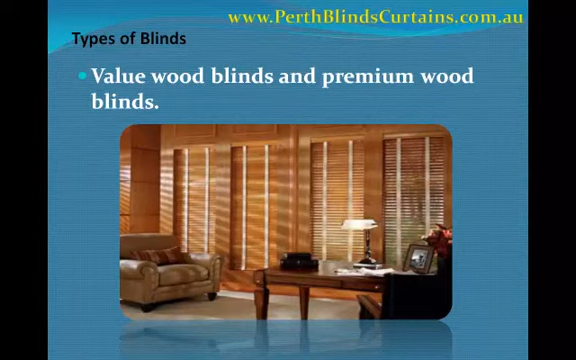 www.PerthBlindsCurtains.com.au
Types of Blinds
Value wood blinds and premium wood
blinds.